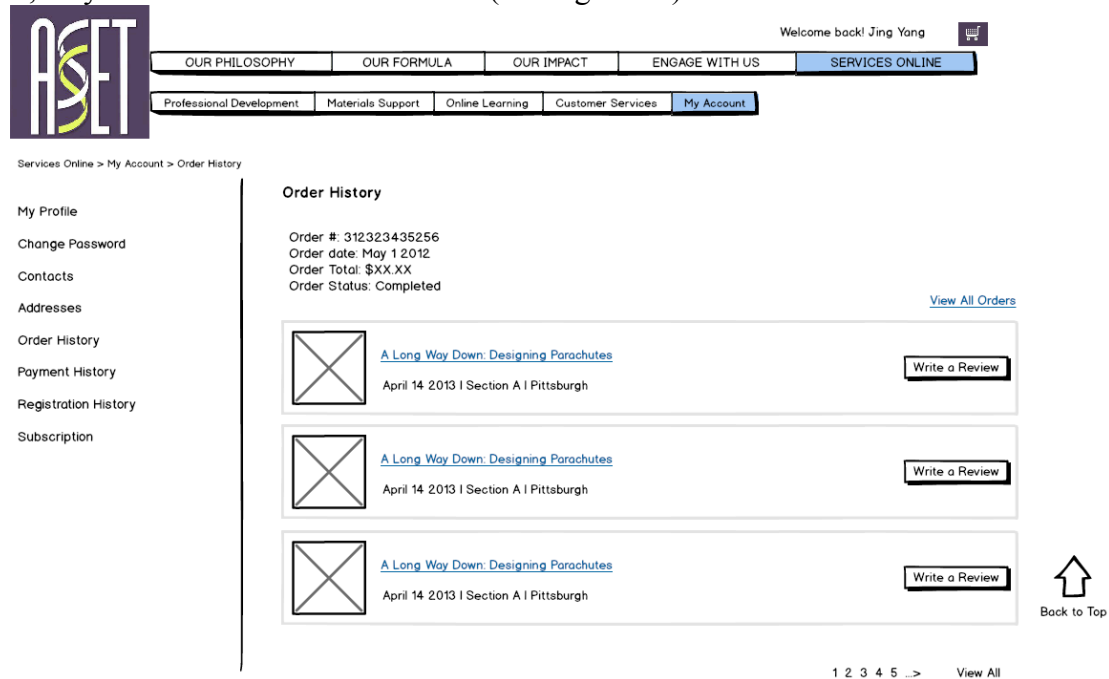 ASET
Welcome back! Jing Yang
OUR PHILOSOPHY OUR FORMULA OUR IMPACT ENGAGE WITH US SERVICES ONLINE
Professional Development Materials Support Online Learning Customer Services My Account
Services Online > My Account > Order History
My Profile
Change Password
Contacts
Addresses
Order History
Payment History
Registration History
Subscription
Order History
Order #: 312323435256
Order date: May 1 2012
Order Total: $XX.XX
Order Status: Completed
View All Orders
A Long Way Down: Designing Parachutes
April 14 2013 | Section A | Pittsburgh
Write a Review
A Long Way Down: Designing Parachutes
April 14 2013 | Section A | Pittsburgh
Write a Review
A Long Way Down: Designing Parachutes
April 14 2013 | Section A | Pittsburgh
Write a Review
Back to Top
1 2 3 4 5 ...> View All